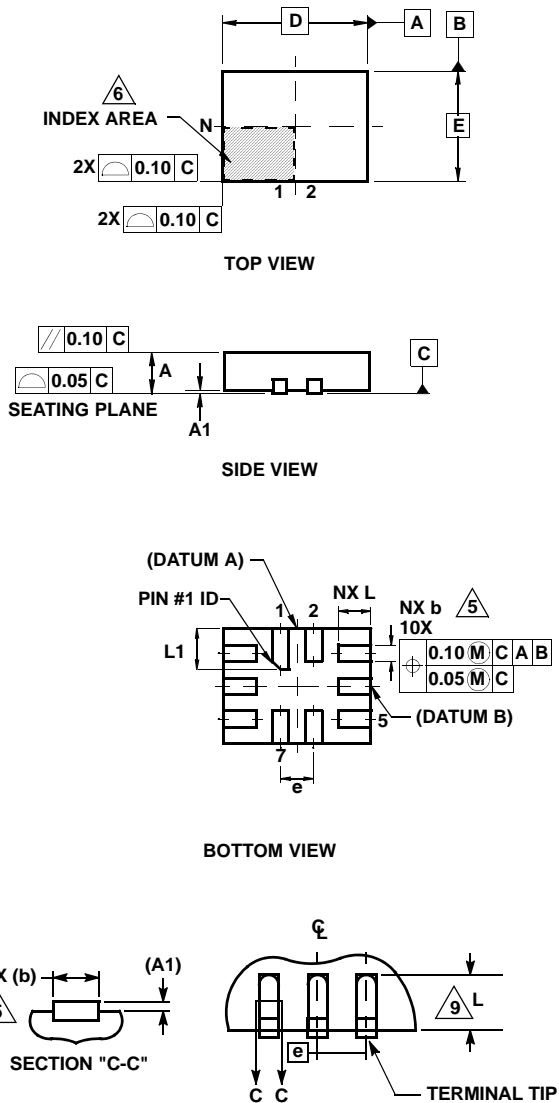 D A B
6
INDEX AREA
N
E
2X ⌓ 0.10 C
1 2
2X ⌓ 0.10 C
TOP VIEW
// 0.10 C
A
C
⌓ 0.05 C
SEATING PLANE
A1
SIDE VIEW
(DATUM A)
PIN #1 ID
1 2
NX L
NX b 5
10X
L1
⌖ 0.10 Ⓜ C A B
0.05 Ⓜ C
5
(DATUM B)
7
e
BOTTOM VIEW
℄
X (b)
(A1)
9 L
SECTION "C-C"
e
C C
TERMINAL TIP